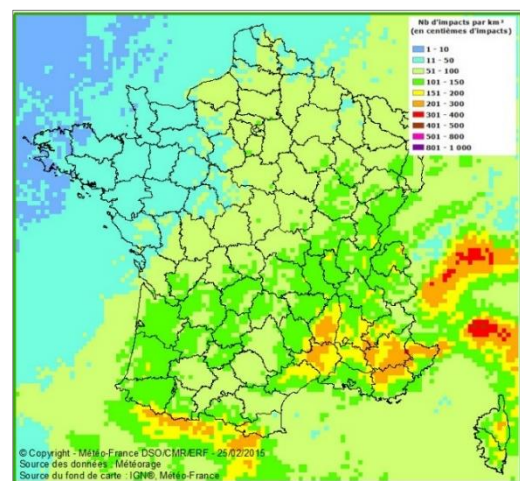 Nb d'impacts par km²
(en centièmes d'impacts)
1 - 10
11 - 50
51 - 100
101 - 150
151 - 200
201 - 300
301 - 400
401 - 500
501 - 800
801 - 1 000
© Copyright - Météo-France DSO/CMR/ERF - 25/02/2015
Source des données : Météorage
Source du fond de carte : IGN®, Météo-France